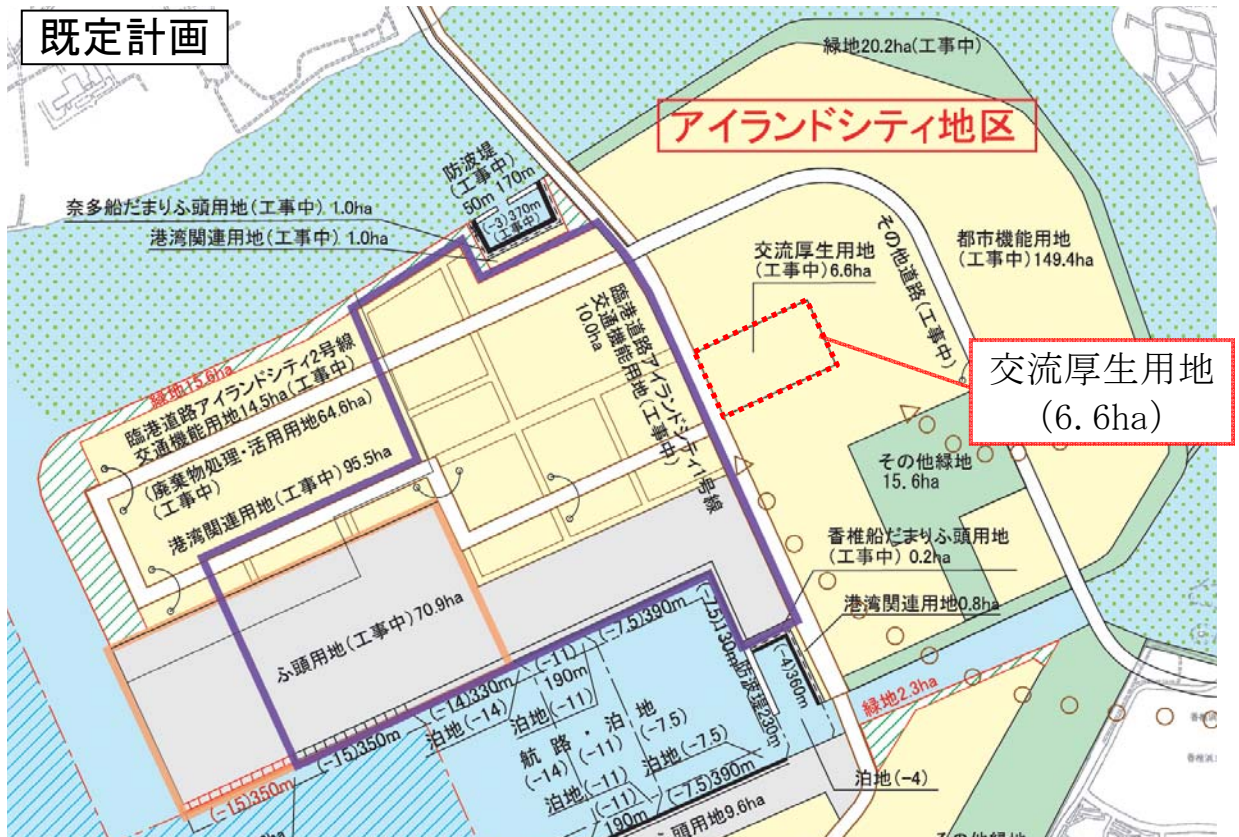 既定計画
緑地20.2ha(工事中)
アイランドシティ地区
防波堤
(工事中)
50m 170m
(-3)370m
(工事中)
奈多船だまりふ頭用地(工事中) 1.0ha
港湾関連用地(工事中) 1.0ha
交流厚生用地
(工事中)6.6ha
その他道路(工事中)
都市機能用地
(工事中)149.4ha
交流厚生用地
(6.6ha)
臨港道路アイランドシティ1号線
交通機能用地(工事中)
10.0ha
緑地15.6ha
臨港道路アイランドシティ2号線
交通機能用地14.5ha(工事中)
(廃棄物処理・活用用地64.6ha)
(工事中)
港湾関連用地(工事中)95.5ha
その他緑地
15.6ha
香椎船だまりふ頭用地
(工事中) 0.2ha
港湾関連用地0.8ha
ふ頭用地(工事中)70.9ha
(-15)350m
(-15)350m
(-14)330m
泊地(-14)
(-11)
190m
泊地(-11)
(-7.5)390m
(-7.5)130m
防波堤230m
(-4)360m
緑地2.3ha
航路・泊地
(-14) (-11) (-7.5)
泊地(-11)
泊地(-7.5)
(-11)
190m
(-7.5)390m
泊地(-4)
ふ頭用地9.6ha
その他緑地